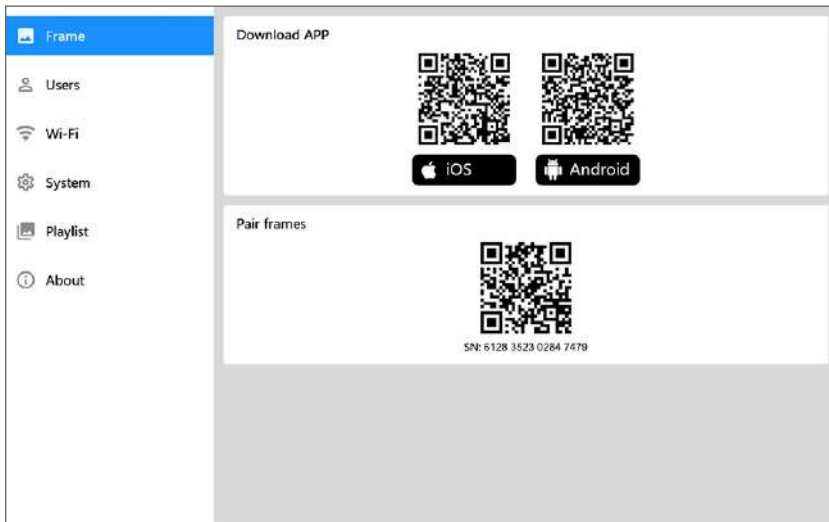 Frame
Users
Wi-Fi
System
Playlist
About
Download APP
iOS
Android
Pair frames
SN: 6128 3523 0284 7479